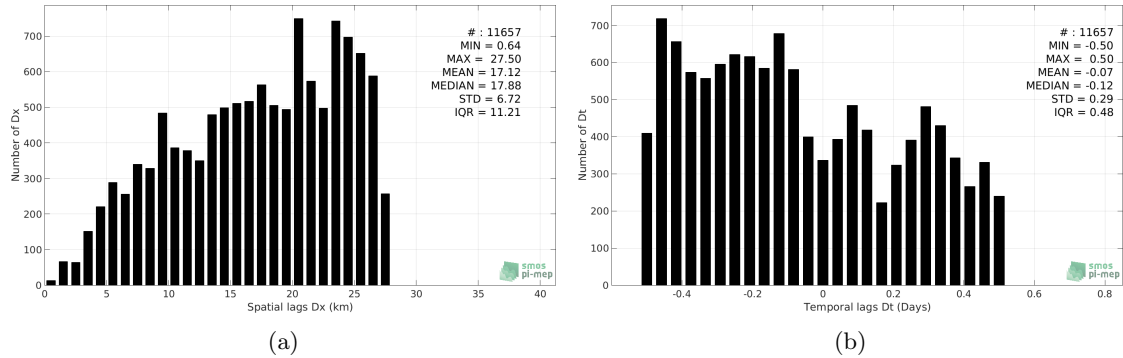 700
600
500
400
300
200
100
0
Number of Dx
# : 11657
MIN = 0.64
MAX = 27.50
MEAN = 17.12
MEDIAN = 17.88
STD = 6.72
IQR = 11.21
smos
pi-mep
0 5 10 15 20 25 30 35 40
Spatial lags Dx (km)
(a)
700
600
500
400
300
200
100
0
Number of Dt
# : 11657
MIN = -0.50
MAX = 0.50
MEAN = -0.07
MEDIAN = -0.12
STD = 0.29
IQR = 0.48
smos
pi-mep
-0.4 -0.2 0 0.2 0.4 0.6 0.8
Temporal lags Dt (Days)
(b)